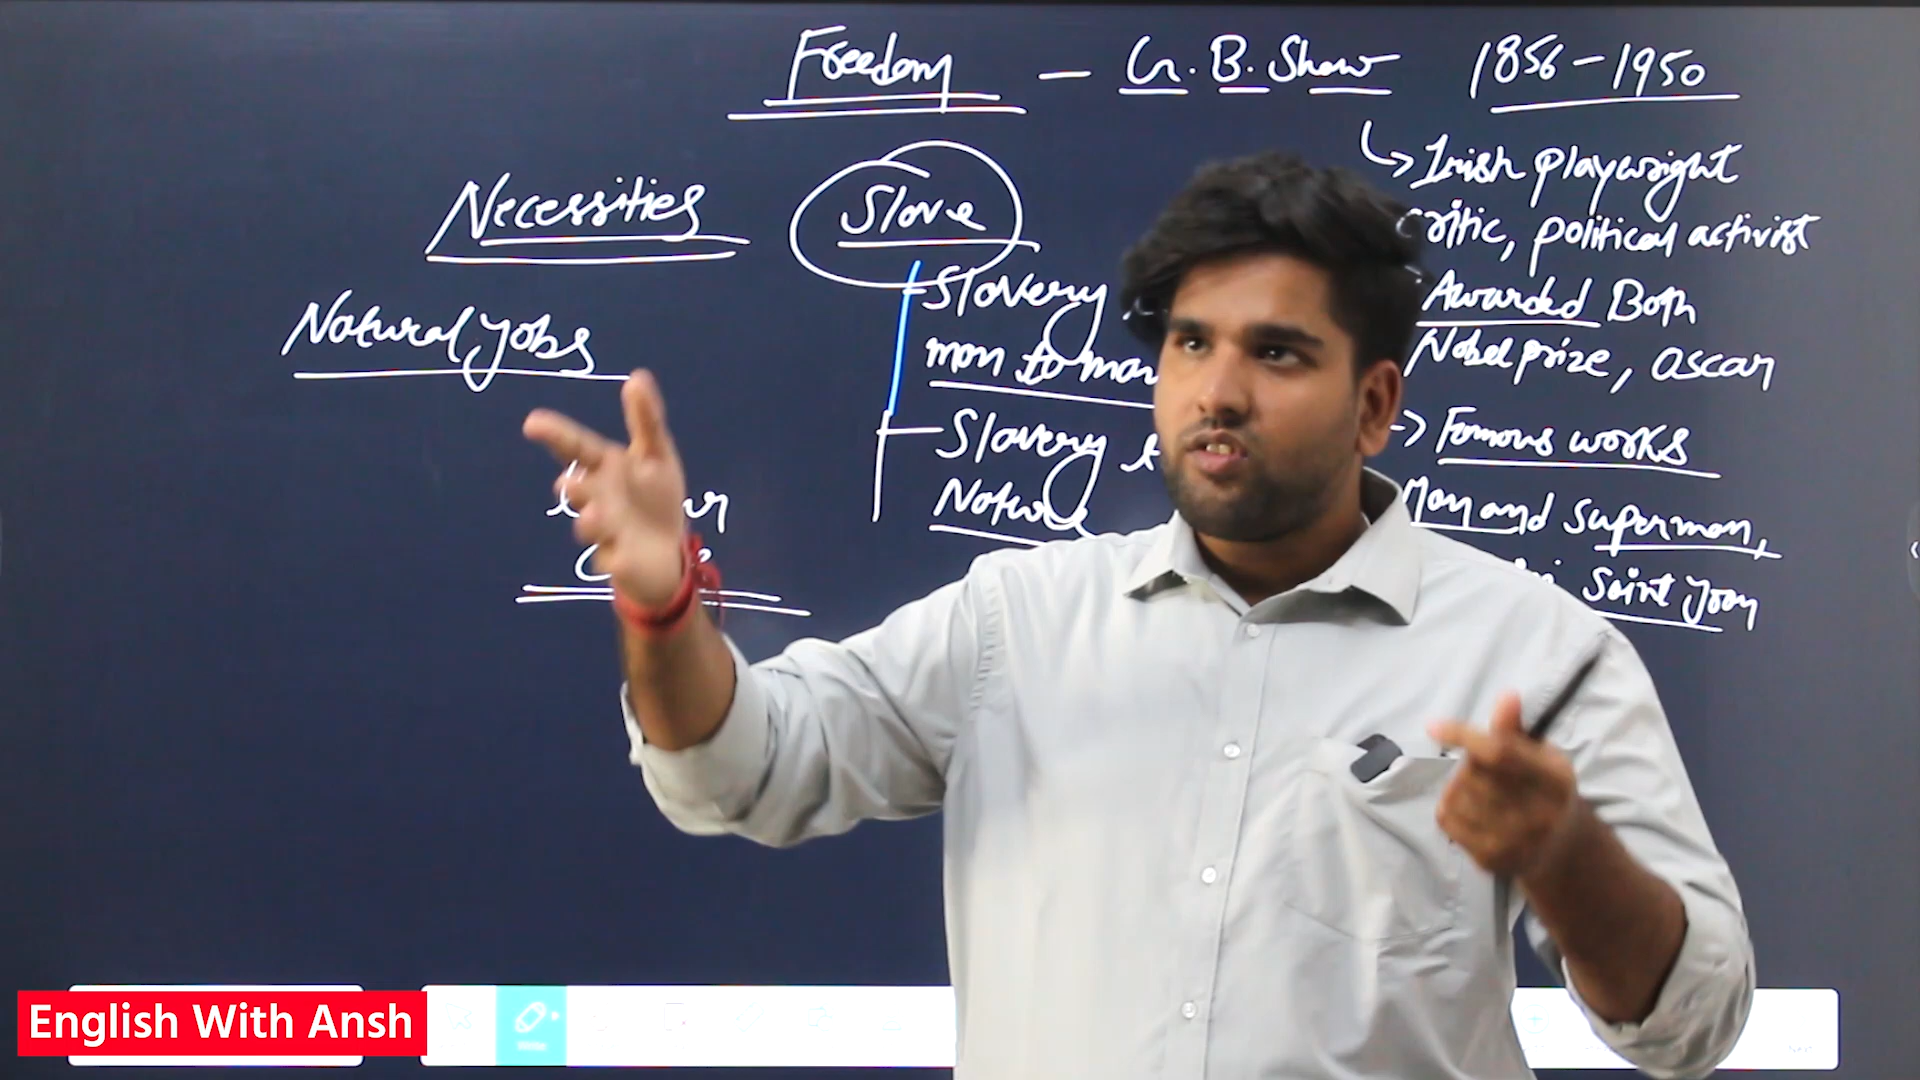 Freedom — G. B. Shaw 1856 - 1950
Irish playwright
critic, political activist
Awarded Both
Nobel prize, oscar
Famous works
Man and Superman,
Saint Joan
Necessities
Slave
Slavery
man to man
Slavery
Nature
Natural jobs
English With Ansh